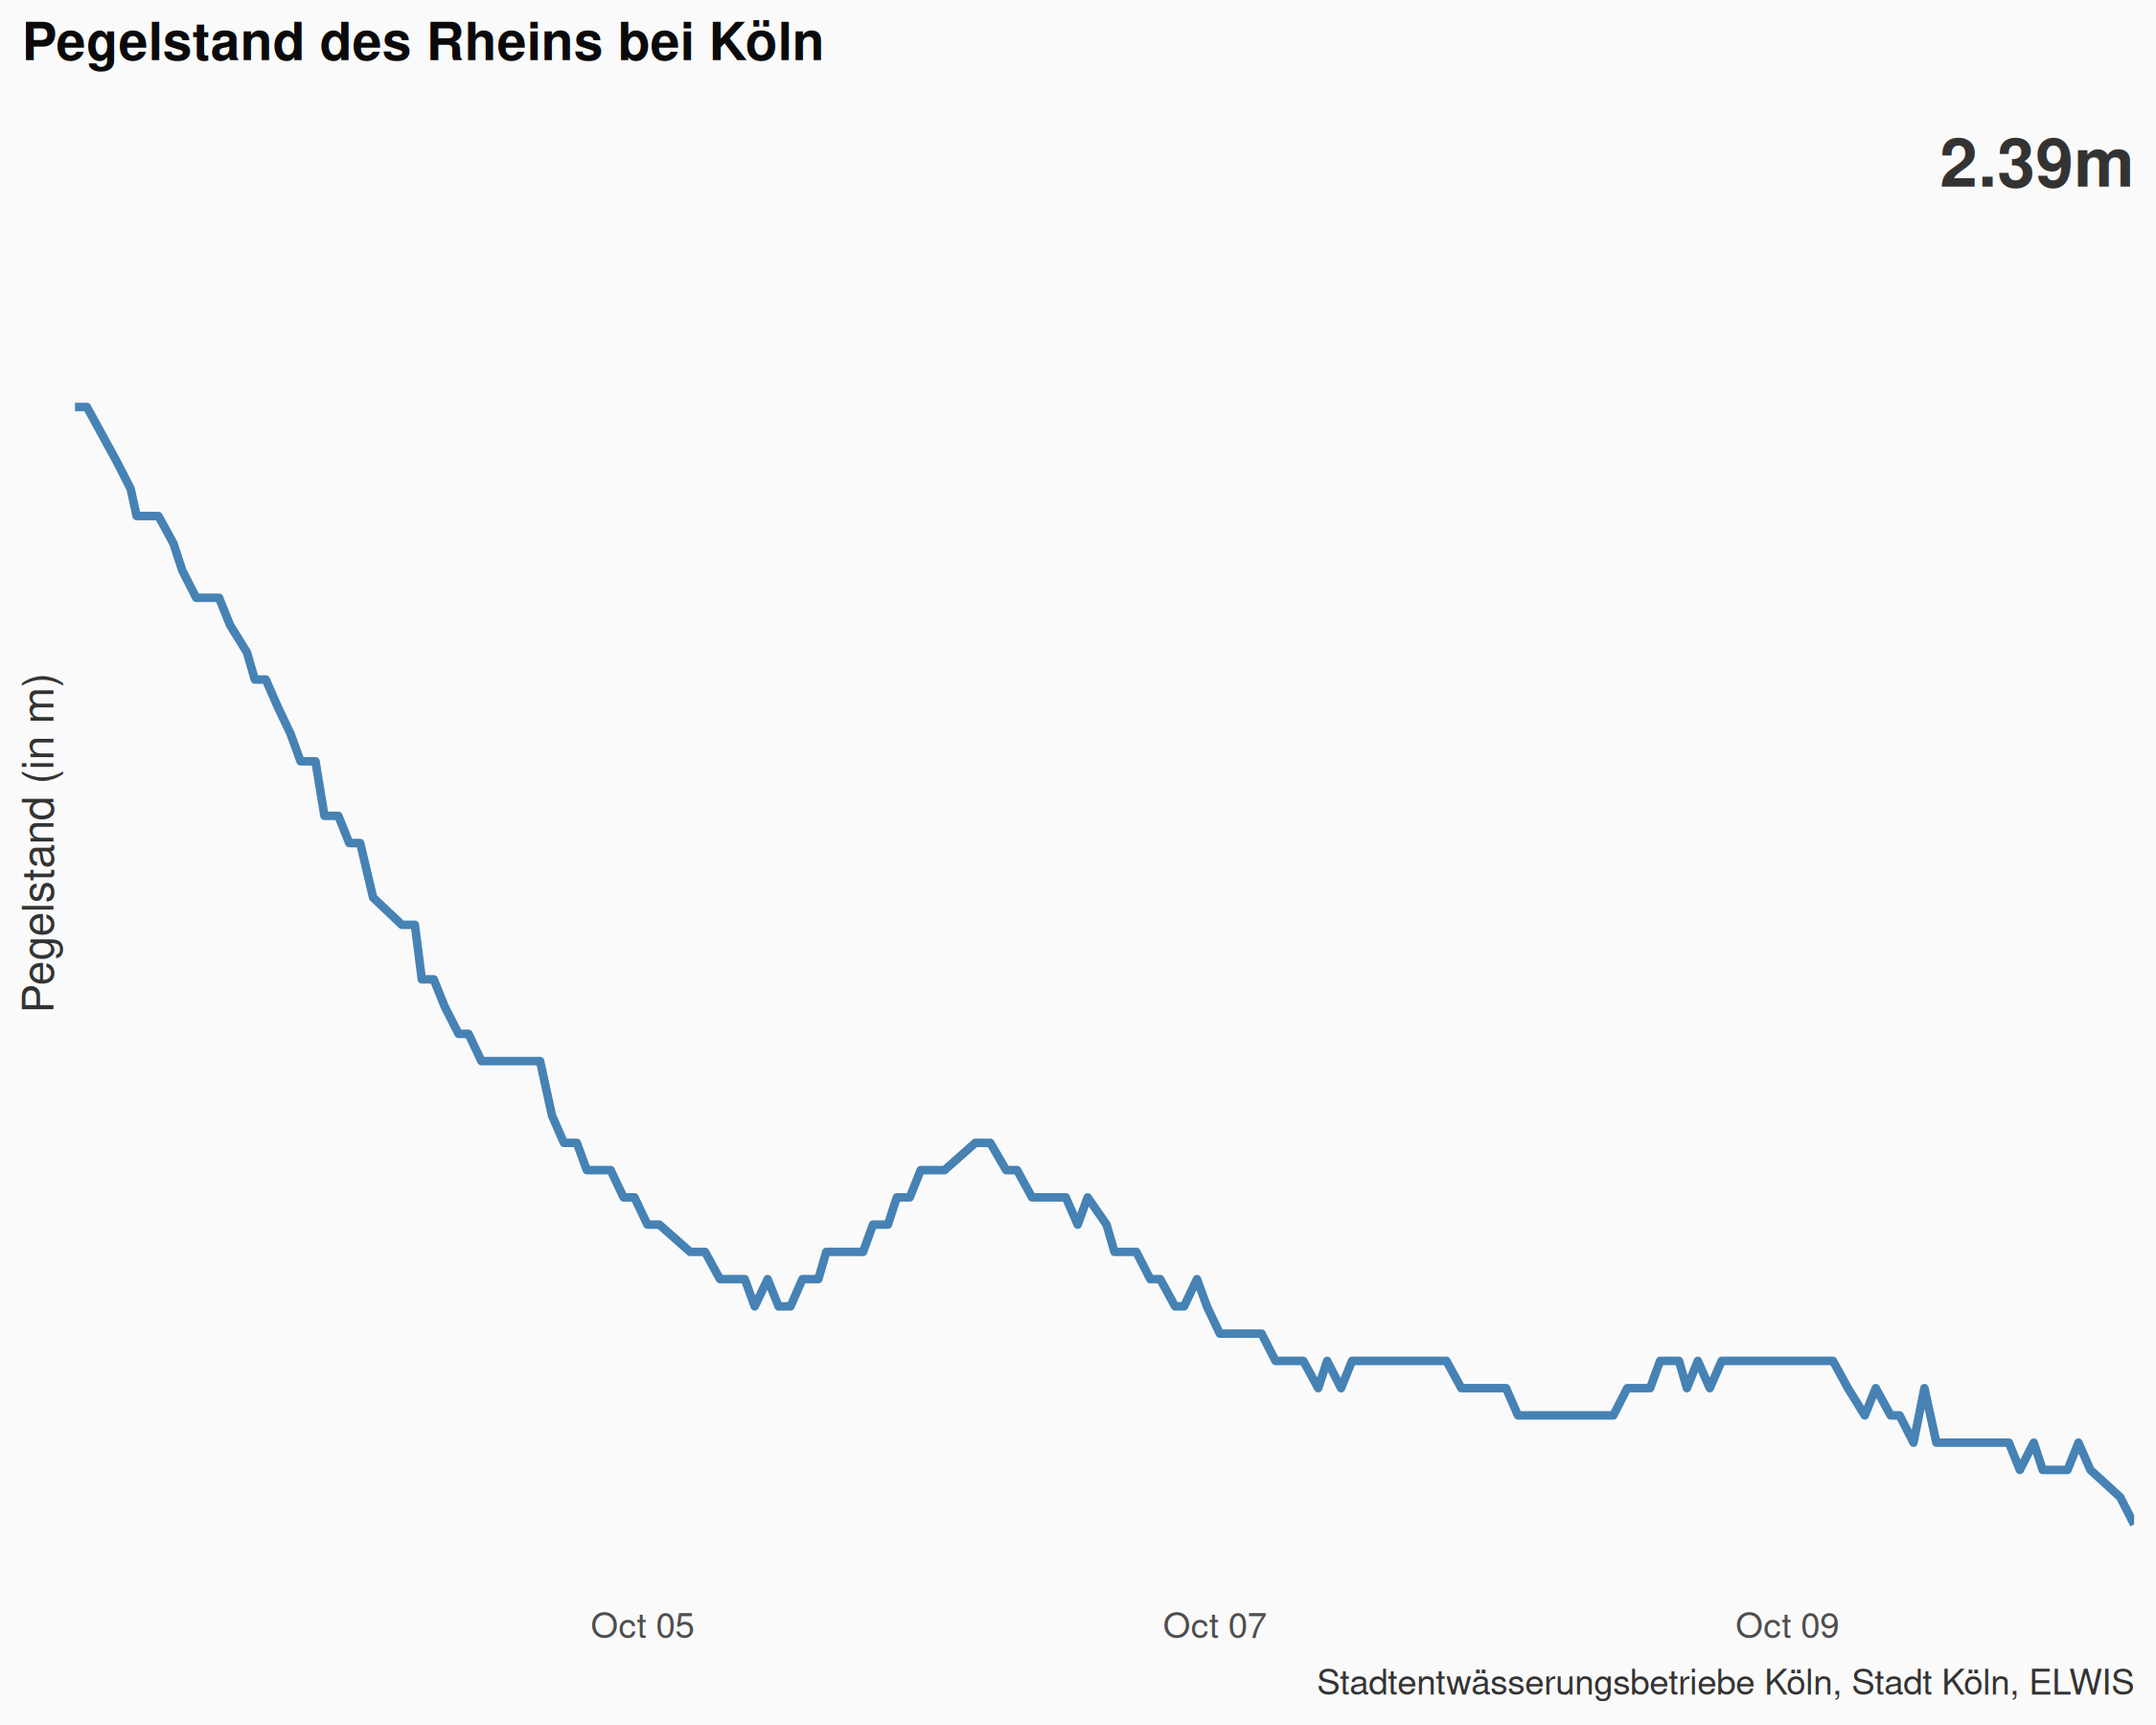 Pegelstand des Rheins bei Köln
2.39m
Pegelstand (in m)
Oct 05 Oct 07 Oct 09
Stadtentwässerungsbetriebe Köln, Stadt Köln, ELWIS